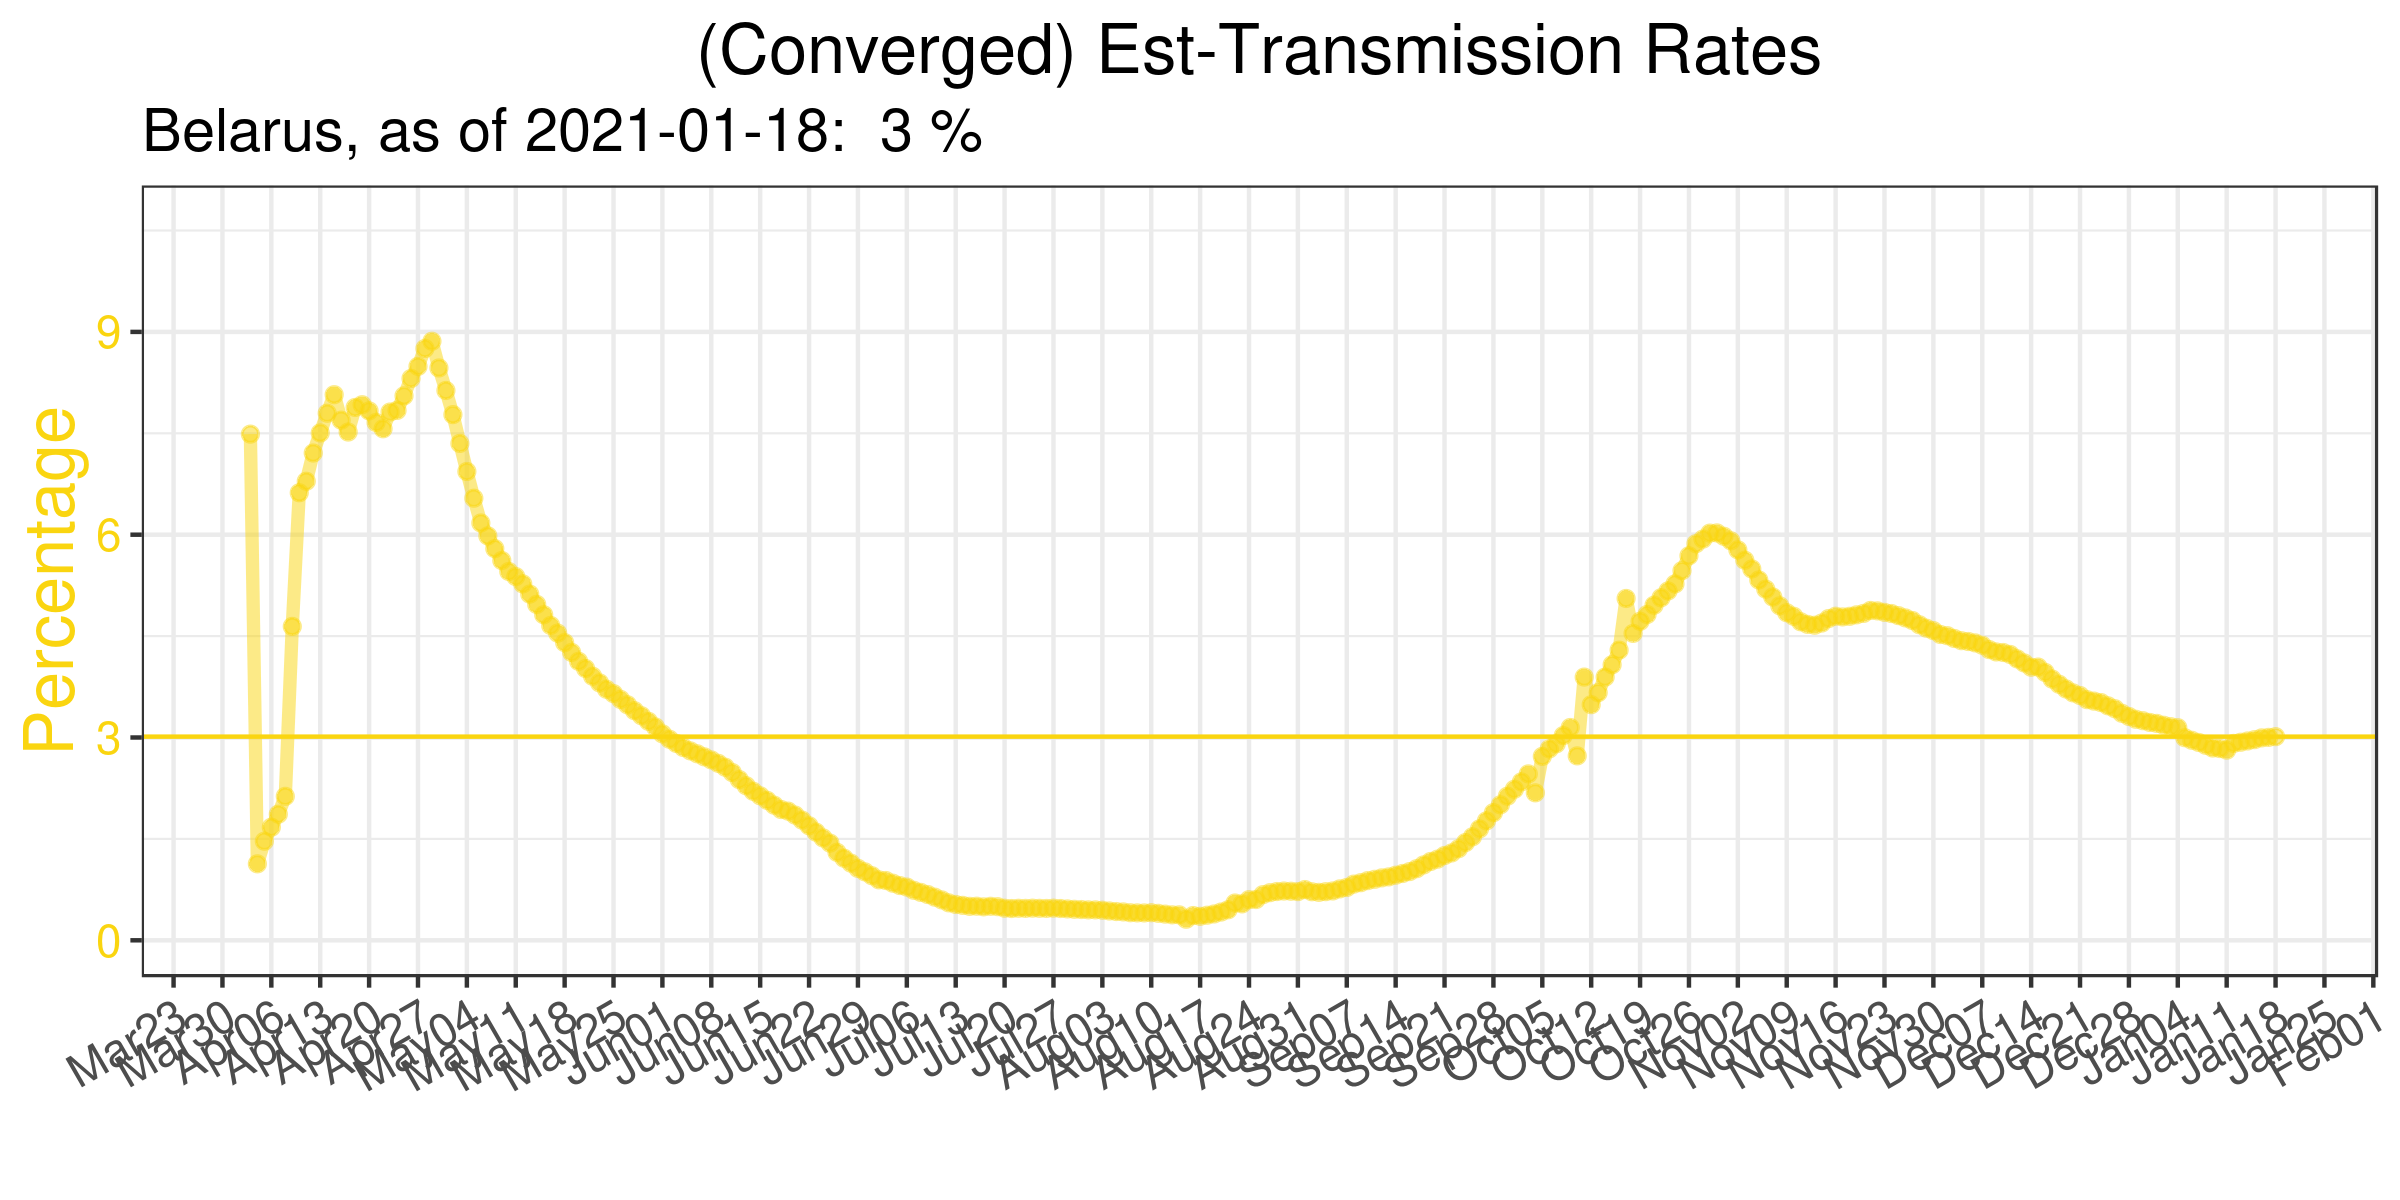 (Converged) Est-Transmission Rates
Belarus, as of 2021-01-18:  3 %
Percentage
9
6
3
0
Mar23
Mar30
Apr06
Apr13
Apr20
Apr27
May04
May11
May18
May25
Jun01
Jun08
Jun15
Jun22
Jun29
Jul06
Jul13
Jul20
Jul27
Aug03
Aug10
Aug17
Aug24
Aug31
Sep07
Sep14
Sep21
Sep28
Oct05
Oct12
Oct19
Oct26
Nov02
Nov09
Nov16
Nov23
Nov30
Dec07
Dec14
Dec21
Dec28
Jan04
Jan11
Jan18
Jan25
Feb01